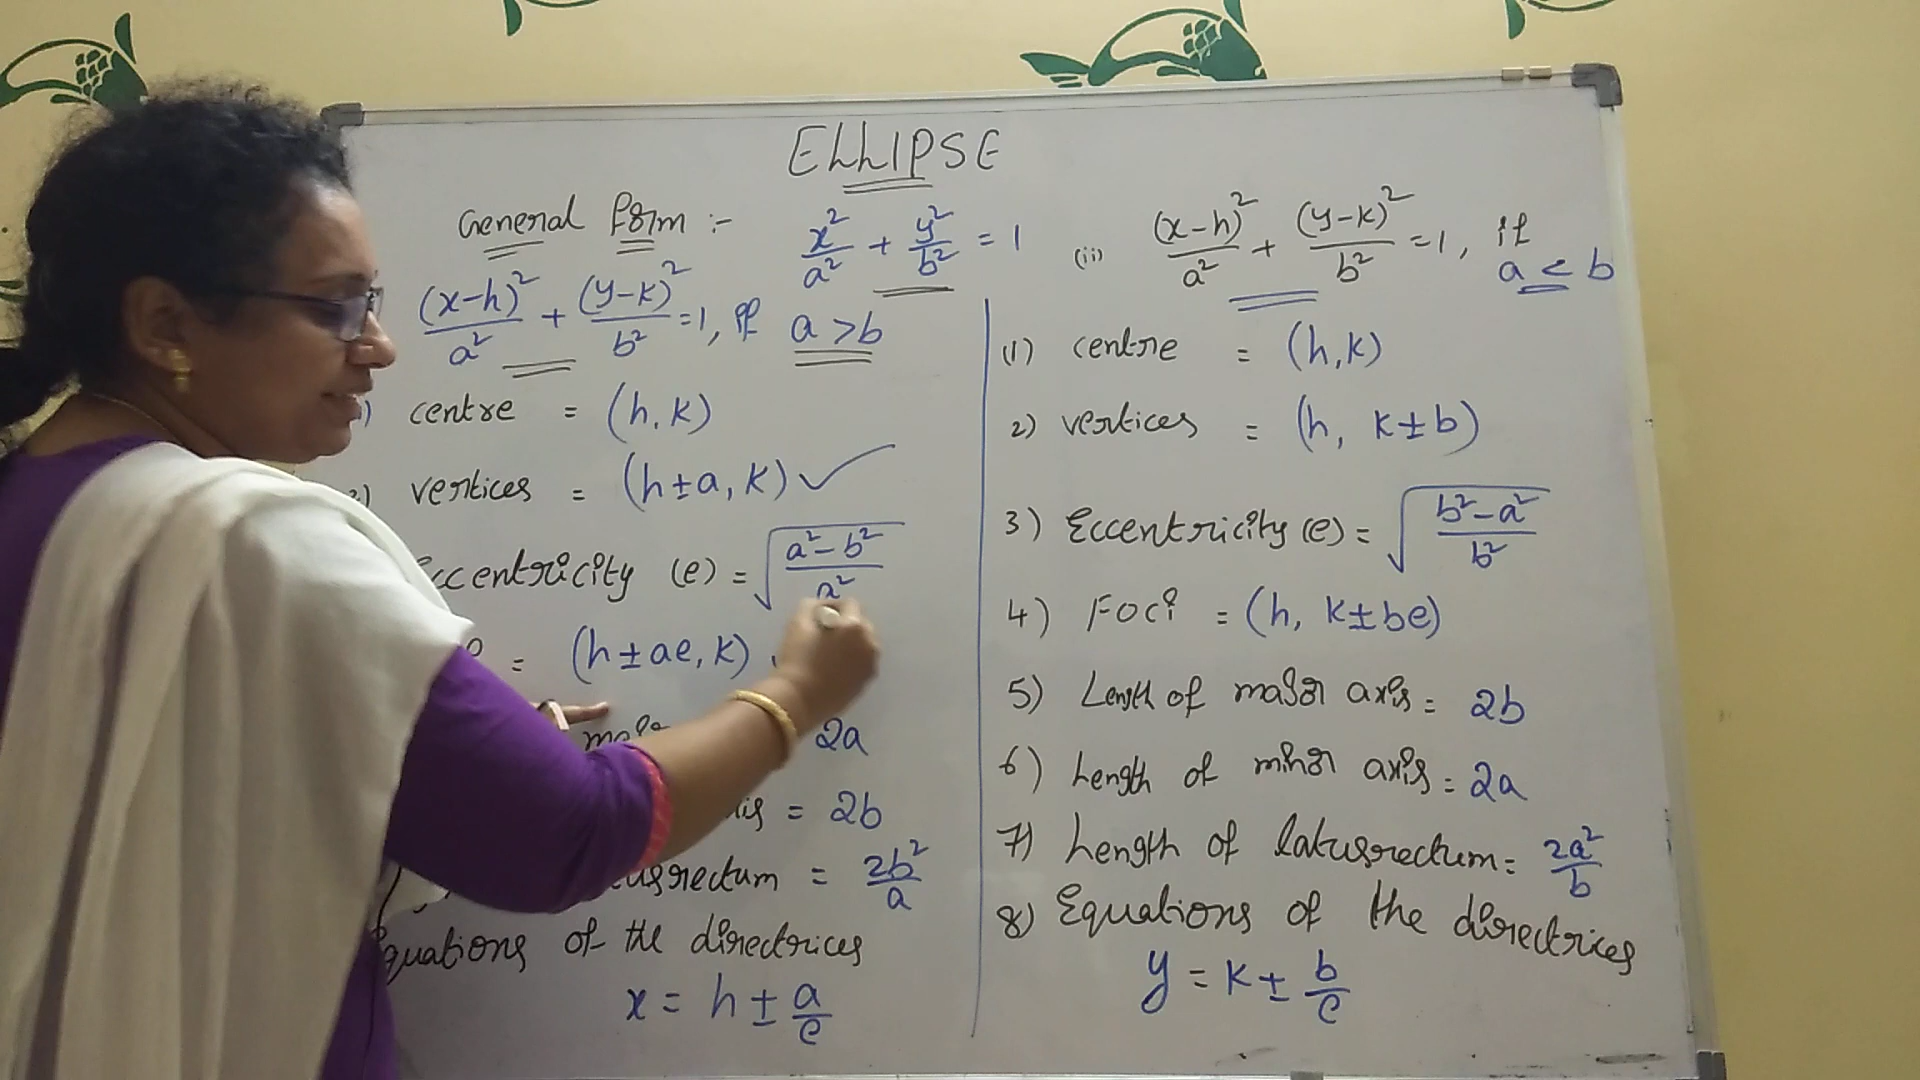 ELLIPSE
General form :- x²/a² + y²/b² = 1
(x-h)²/a² + (y-k)²/b² = 1, if a > b
centre = (h, k)
vertices = (h±a, k) ✓
Eccentricity (e) = √((a²-b²)/a²)
= (h±ae, k)
2a
= 2b
= 2b²/a
Equations of the directrices
x = h ± a/e
(ii) (x-h)²/a² + (y-k)²/b² = 1, if a < b
(1) centre = (h,k)
2) vertices = (h, k±b)
3) Eccentricity (e) = √((b²-a²)/b²)
4) Foci = (h, k±be)
5) Length of major axis = 2b
6) Length of minor axis = 2a
7) Length of latusrectum = 2a²/b
8) Equations of the directrices
y = k ± b/e